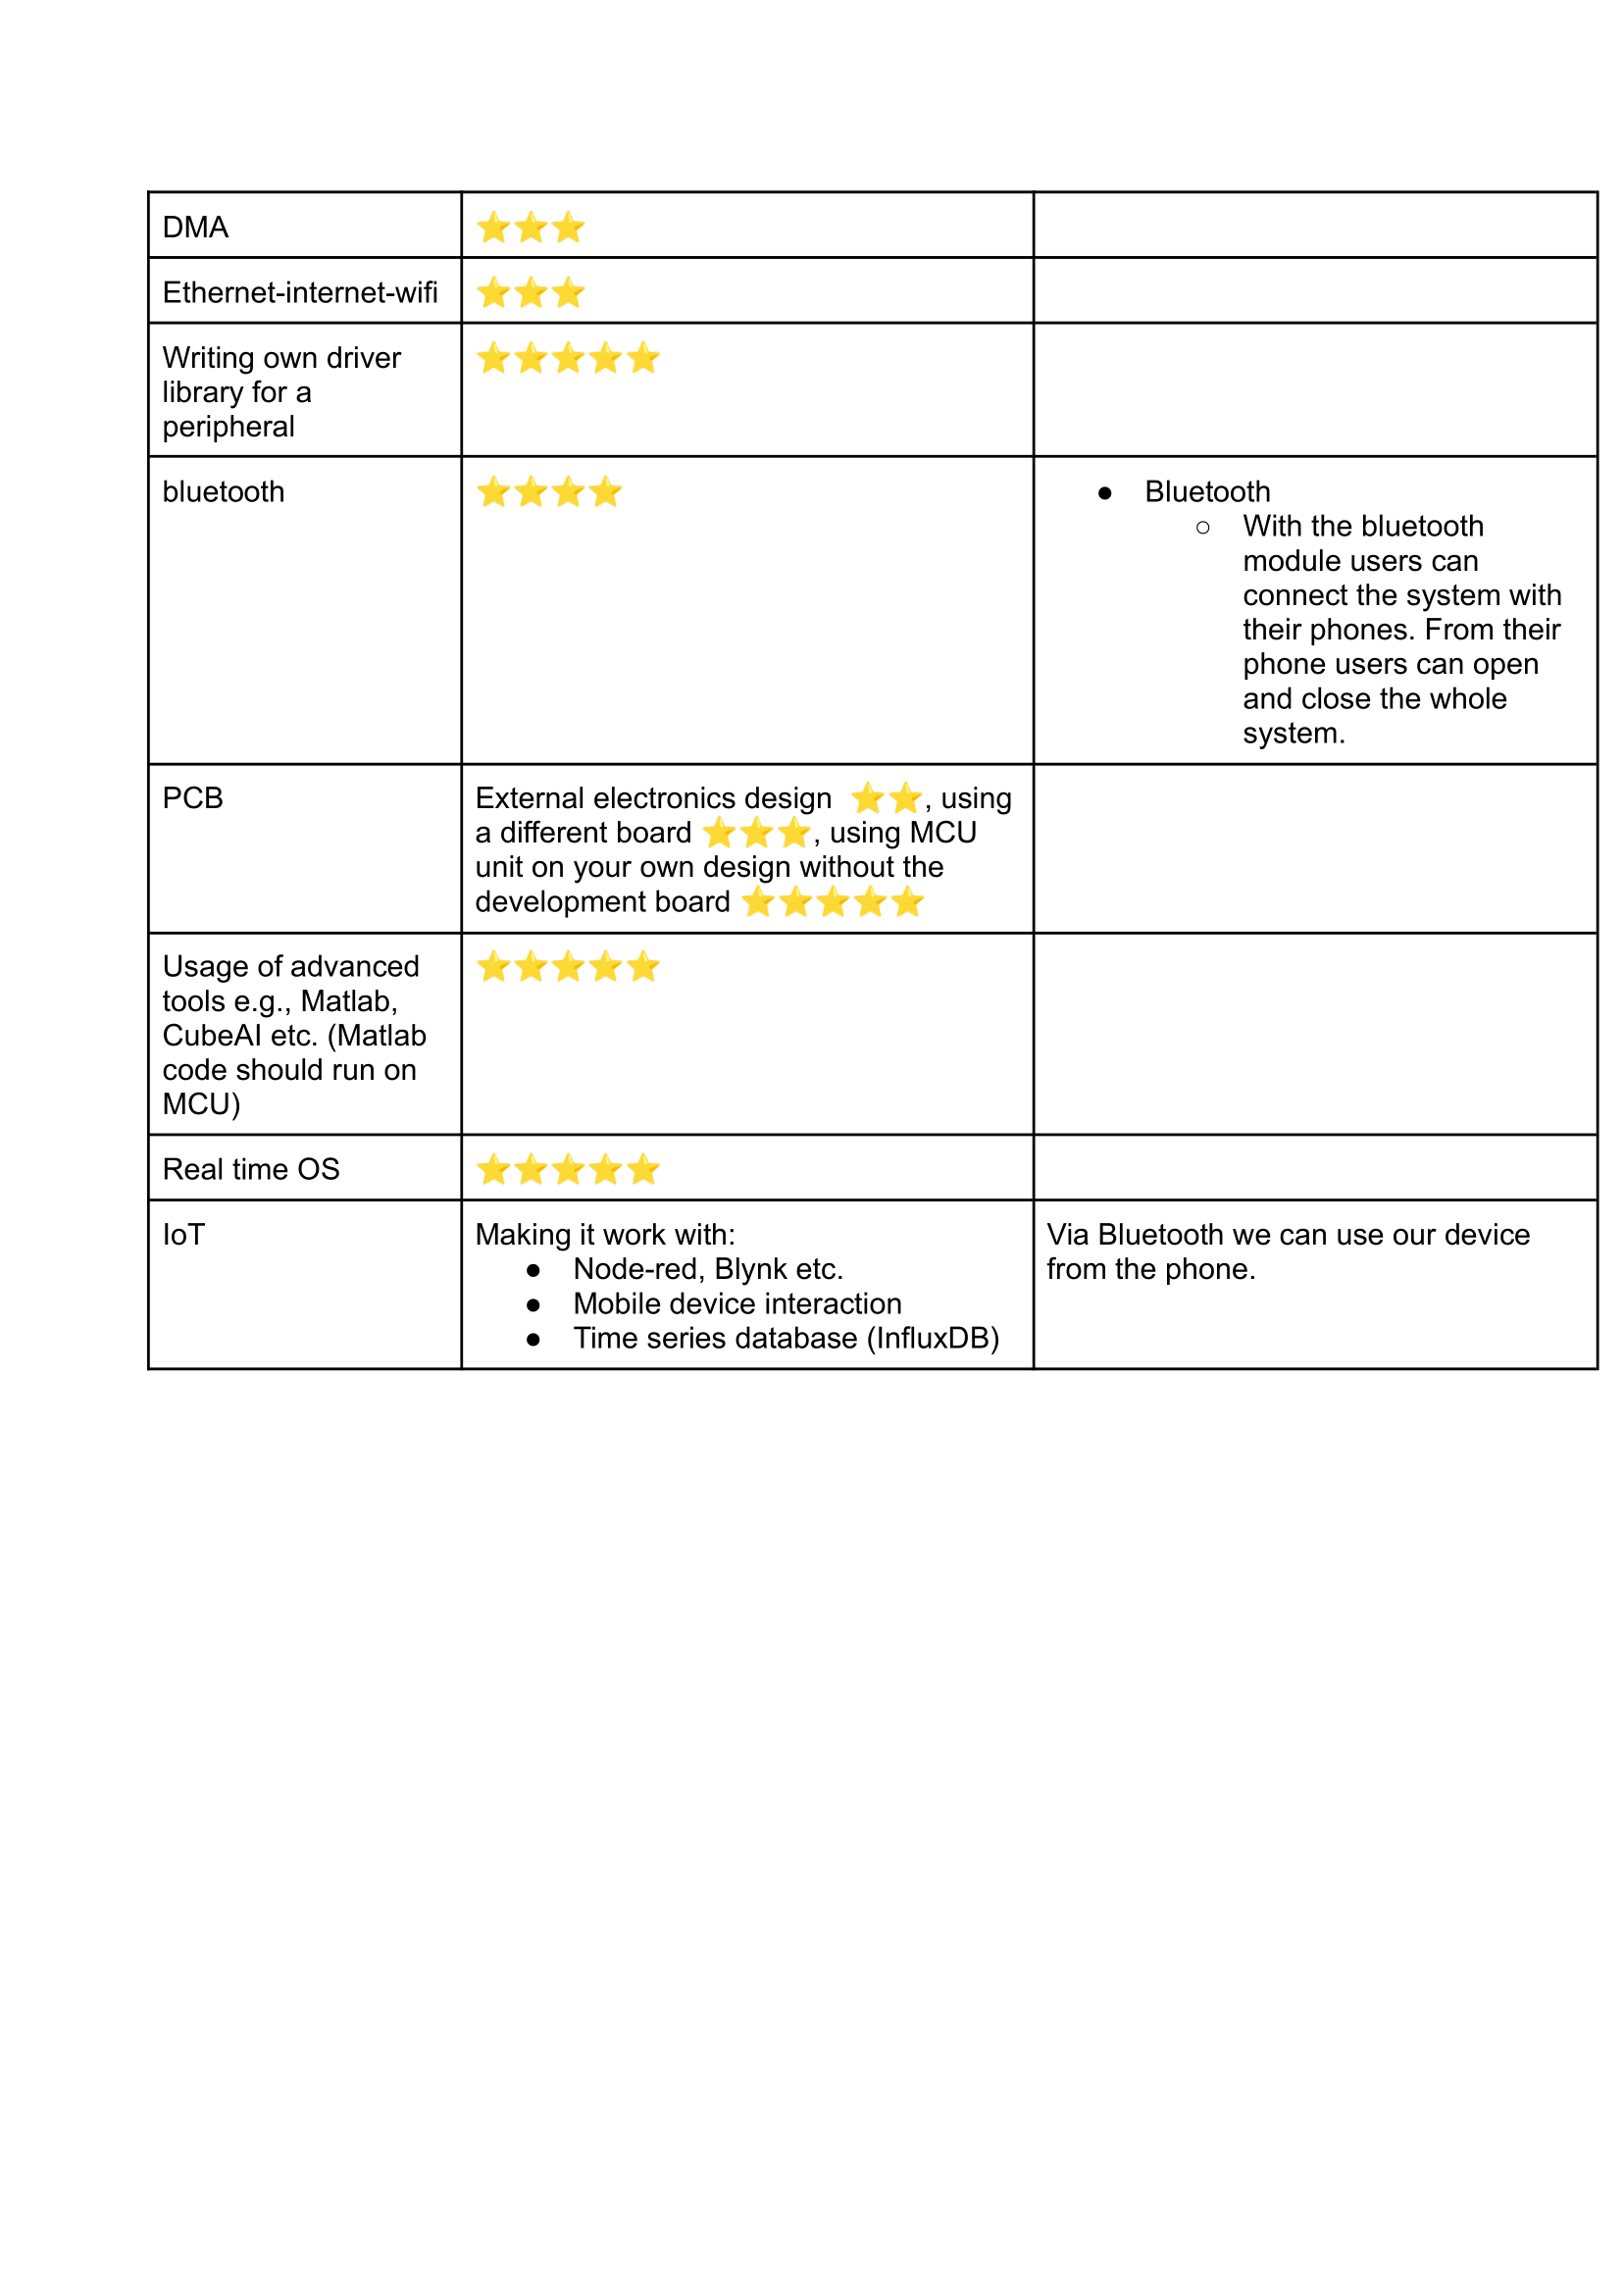 DMA ⭐⭐⭐
Ethernet-internet-wifi ⭐⭐⭐
Writing own driver ⭐⭐⭐⭐⭐
library for a
peripheral
bluetooth ⭐⭐⭐⭐
● Bluetooth
○ With the bluetooth
module users can
connect the system with
their phones. From their
phone users can open
and close the whole
system.
PCB
External electronics design ⭐⭐, using
a different board ⭐⭐⭐, using MCU
unit on your own design without the
development board ⭐⭐⭐⭐⭐
Usage of advanced ⭐⭐⭐⭐⭐
tools e.g., Matlab,
CubeAI etc. (Matlab
code should run on
MCU)
Real time OS ⭐⭐⭐⭐⭐
IoT
Making it work with:
● Node-red, Blynk etc.
● Mobile device interaction
● Time series database (InfluxDB)
Via Bluetooth we can use our device
from the phone.